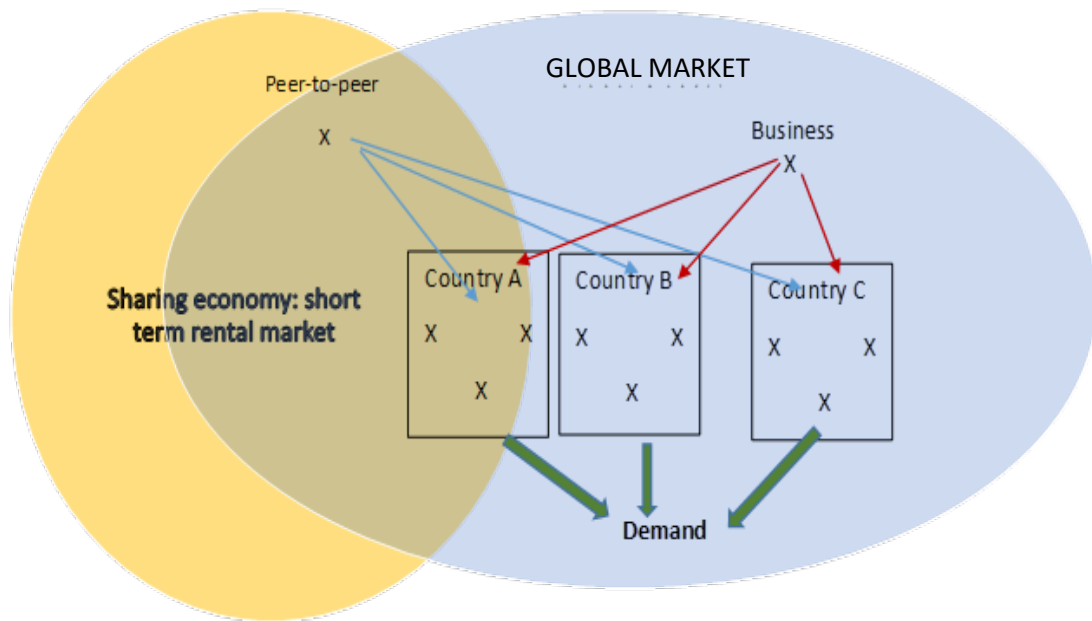 GLOBAL MARKET
Peer-to-peer
X
Business
X
Country A
X X
X
Country B
X X
X
Country C
X X
X
Sharing economy: short
term rental market
Demand